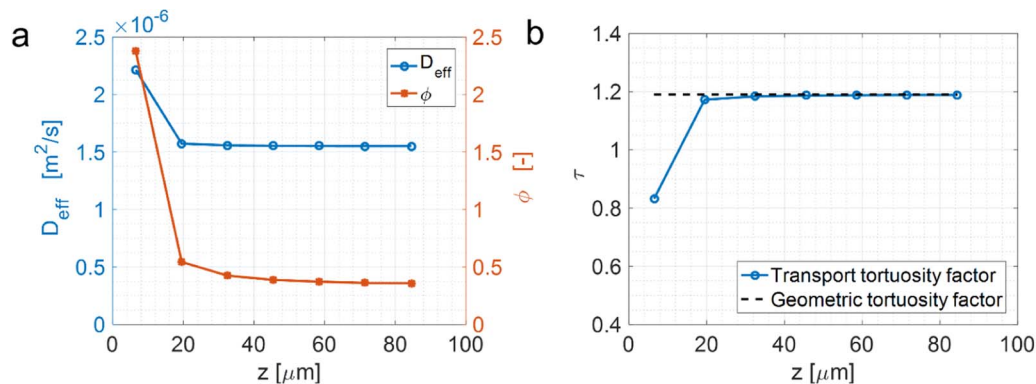 a
×10⁻⁶
2.5
2
1.5
1
0.5
0
D_eff [m²/s]
0 20 40 60 80 100
z [μm]
2.5
2
1.5
1
0.5
0
ϕ [-]
D_eff
ϕ
b
1.4
1.2
1
0.8
0.6
0.4
τ
0 20 40 60 80 100
z [μm]
Transport tortuosity factor
Geometric tortuosity factor